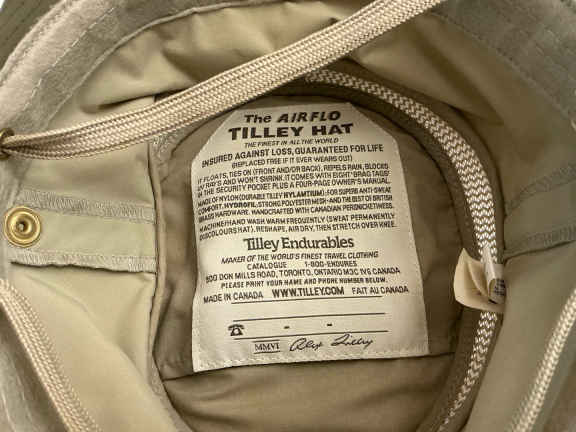 The AIRFLO
TILLEY HAT
THE FINEST IN ALL THE WORLD
INSURED AGAINST LOSS, GUARANTEED FOR LIFE
(REPLACED FREE IF IT EVER WEARS OUT)
IT FLOATS, TIES ON (FRONT AND/OR BACK), REPELS RAIN, BLOCKS
UV RAYS AND WON'T SHRINK. IT COMES WITH EIGHT "BRAG TAGS"
IN THE SECURITY POCKET PLUS A FOUR-PAGE OWNER'S MANUAL.
MADE OF NYLON (DURABLE TILLEY NYLAMTIUM); FOR SUPERB ANTI-SWEAT
COMFORT, HYDROFIL; STRONG POLYESTER MESH; AND THE BEST OF BRITISH
BRASS HARDWARE. HANDCRAFTED WITH CANADIAN PERSNICKETINESS.
MACHINE/HAND WASH WARM FREQUENTLY (SWEAT PERMANENTLY
DISCOLOURS HAT). RESHAPE, AIR DRY, THEN STRETCH OVER KNEE.
Tilley Endurables
MAKER OF THE WORLD'S FINEST TRAVEL CLOTHING
CATALOGUE 1-800-ENDURES
900 DON MILLS ROAD, TORONTO, ONTARIO M3C 1V6 CANADA
PLEASE PRINT YOUR NAME AND PHONE NUMBER BELOW.
MADE IN CANADA WWW.TILLEY.COM FAIT AU CANADA
☎ - -
MMVI Alex Tilley